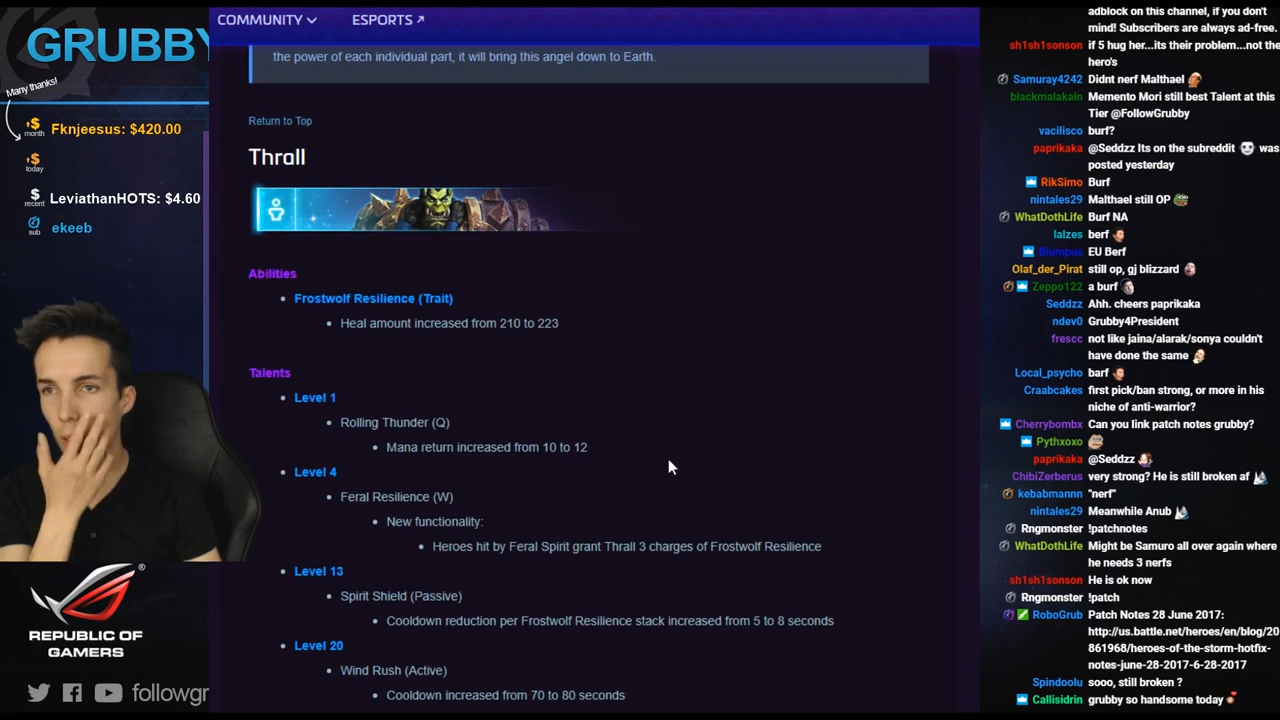 GRUBBY
Many thanks!
$ month Fknjeesus: $420.00
$ today
$ recent LeviathanHOTS: $4.60
sub ekeeb
REPUBLIC OF
GAMERS
®
followgr
COMMUNITY
ESPORTS
the power of each individual part, it will bring this angel down to Earth.
Return to Top
Thrall
Abilities
• Frostwolf Resilience (Trait)
• Heal amount increased from 210 to 223
Talents
• Level 1
• Rolling Thunder (Q)
• Mana return increased from 10 to 12
• Level 4
• Feral Resilience (W)
• New functionality:
• Heroes hit by Feral Spirit grant Thrall 3 charges of Frostwolf Resilience
• Level 13
• Spirit Shield (Passive)
• Cooldown reduction per Frostwolf Resilience stack increased from 5 to 8 seconds
• Level 20
• Wind Rush (Active)
• Cooldown increased from 70 to 80 seconds
adblock on this channel, if you don't
mind! Subscribers are always ad-free.
sh1sh1sonson if 5 hug her...its their problem...not the
hero's
Samuray4242 Didnt nerf Malthael
blackmalakain Memento Mori still best Talent at this
Tier @FollowGrubby
vacilisco burf?
paprikaka @Seddzz Its on the subreddit was
posted yesterday
RikSimo Burf
nintales29 Malthael still OP
WhatDothLife Burf NA
lalzes berf
Blumpus EU Berf
Olaf_der_Pirat still op, gj blizzard
Zeppo122 a burf
Seddzz Ahh. cheers paprikaka
ndev0 Grubby4President
frescc not like jaina/alarak/sonya couldn't
have done the same
Local_psycho barf
Craabcakes first pick/ban strong, or more in his
niche of anti-warrior?
Cherrybombx Can you link patch notes grubby?
Pythxoxo
paprikaka @Seddzz
ChibiZerberus very strong? He is still broken af
kebabmannn "nerf"
nintales29 Meanwhile Anub
Rngmonster !patchnotes
WhatDothLife Might be Samuro all over again where
he needs 3 nerfs
sh1sh1sonson He is ok now
Rngmonster !patch
RoboGrub Patch Notes 28 June 2017:
http://us.battle.net/heroes/en/blog/20
861968/heroes-of-the-storm-hotfix-
notes-june-28-2017-6-28-2017
Spindoolu sooo, still broken ?
Callisidrin grubby so handsome today